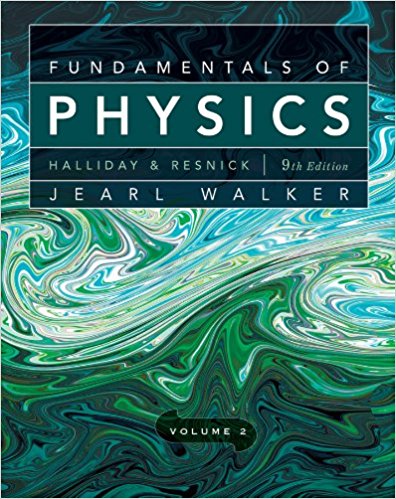 FUNDAMENTALS OF
PHYSICS
HALLIDAY & RESNICK | 9th Edition
JEARL WALKER
VOLUME 2